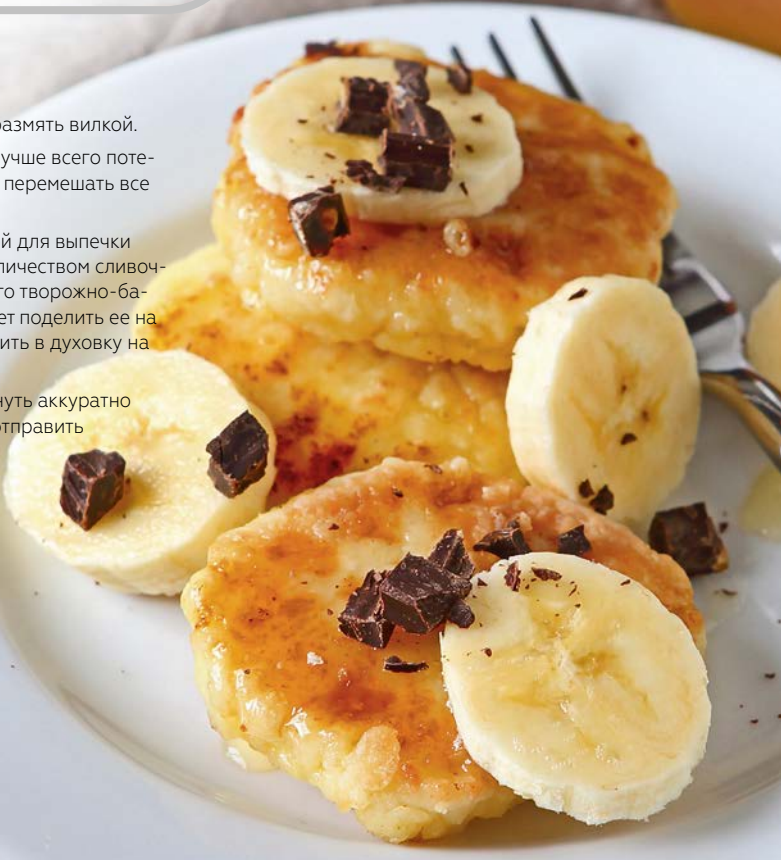 размять вилкой.
учше всего поте-
перемешать все
й для выпечки
личеством сливоч-
го творожно-ба-
ет поделить ее на
ить в духовку на
нуть аккуратно
отправить